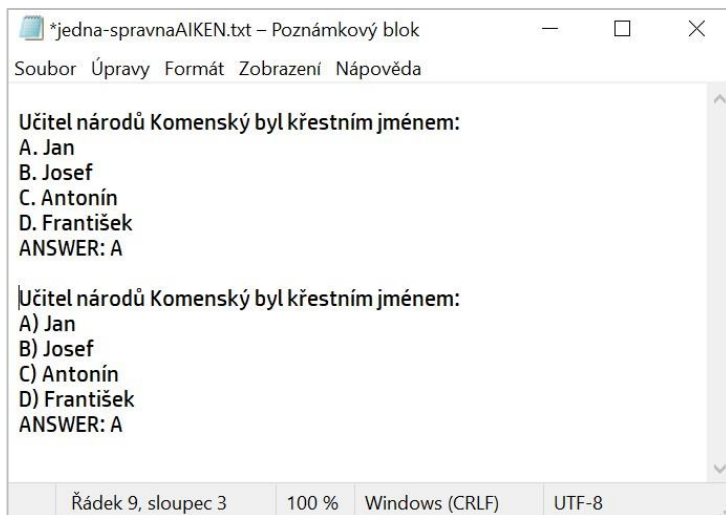 *jedna-spravnaAIKEN.txt – Poznámkový blok
Soubor Úpravy Formát Zobrazení Nápověda
Učitel národů Komenský byl křestním jménem:
A. Jan
B. Josef
C. Antonín
D. František
ANSWER: A
Učitel národů Komenský byl křestním jménem:
A) Jan
B) Josef
C) Antonín
D) František
ANSWER: A
Řádek 9, sloupec 3 100 % Windows (CRLF) UTF-8